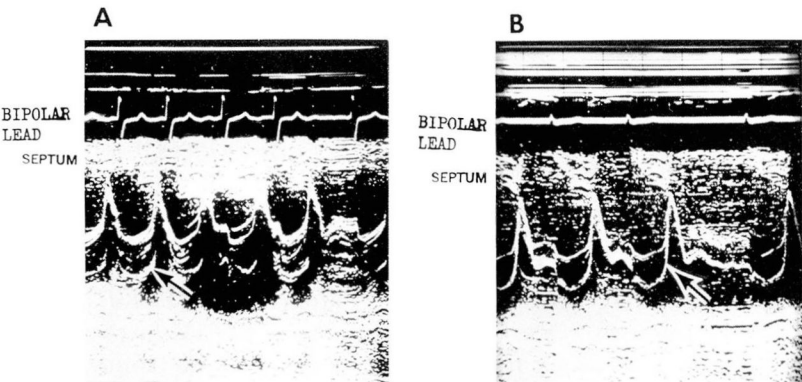 A
BIPOLAR
LEAD
SEPTUM
B
BIPOLAR
LEAD
SEPTUM